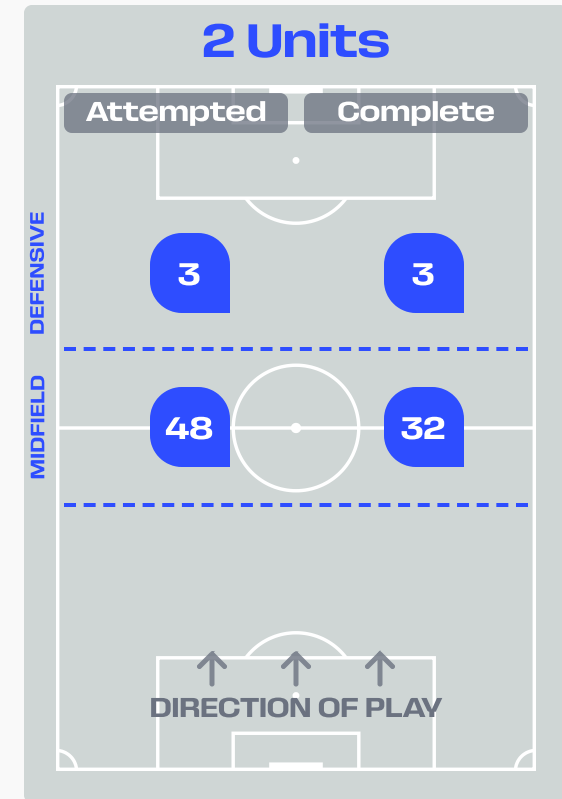 2 Units
Attempted Complete
DEFENSIVE
3 3
MIDFIELD
48 32
DIRECTION OF PLAY